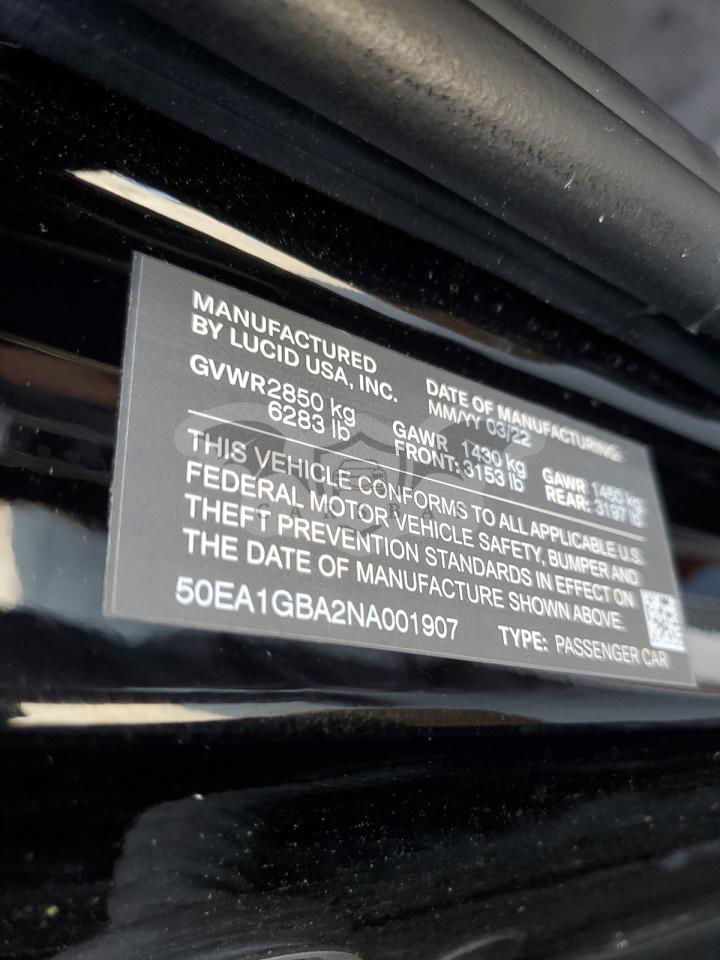 MANUFACTURED
BY LUCID USA, INC.
DATE OF MANUFACTURING:
MM/YY 03/22
GVWR 2850 kg
6283 lb
GAWR 1430 kg
FRONT: 3153 lb
GAWR 1450 kg
REAR: 3197 lb
THIS VEHICLE CONFORMS TO ALL APPLICABLE U.S.
FEDERAL MOTOR VEHICLE SAFETY, BUMPER AND
THEFT PREVENTION STANDARDS IN EFFECT ON
THE DATE OF MANUFACTURE SHOWN ABOVE.
50EA1GBA2NA001907
TYPE: PASSENGER CAR